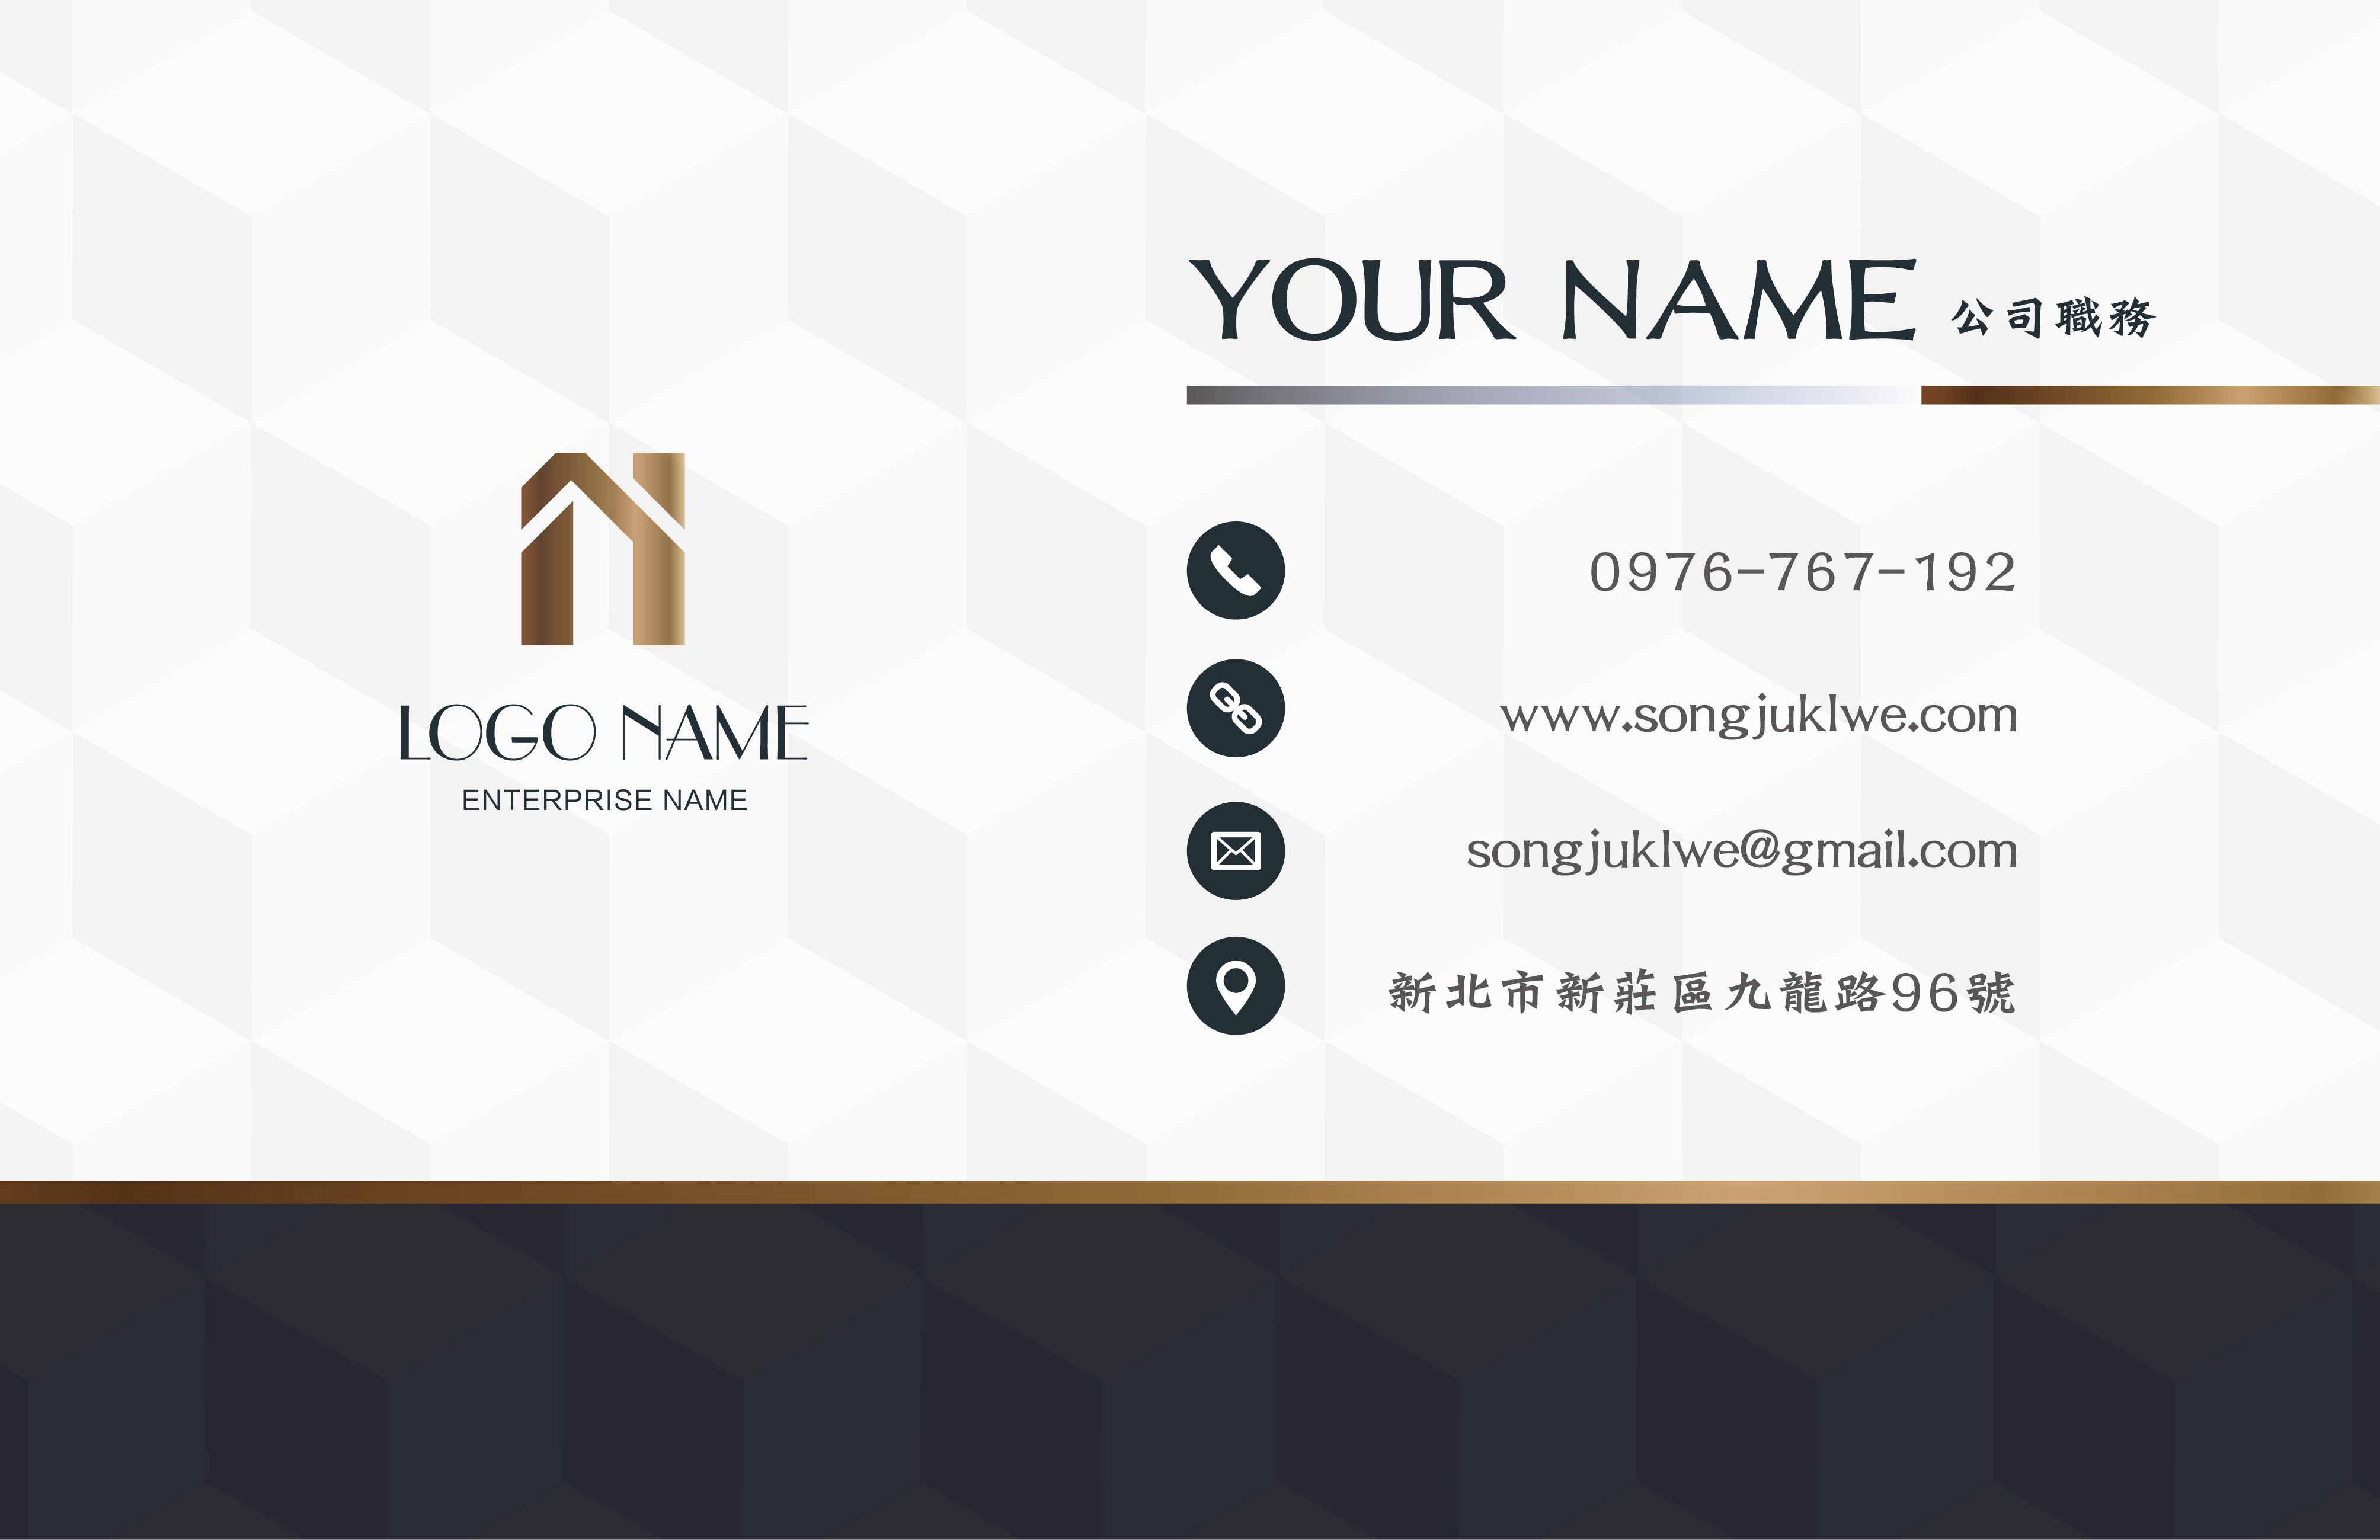 YOUR NAME 公司職務
LOGO NAME
ENTERPRISE NAME
0976-767-192
www.songjuklwe.com
songjuklwe@gmail.com
新北市新莊區九龍路96號